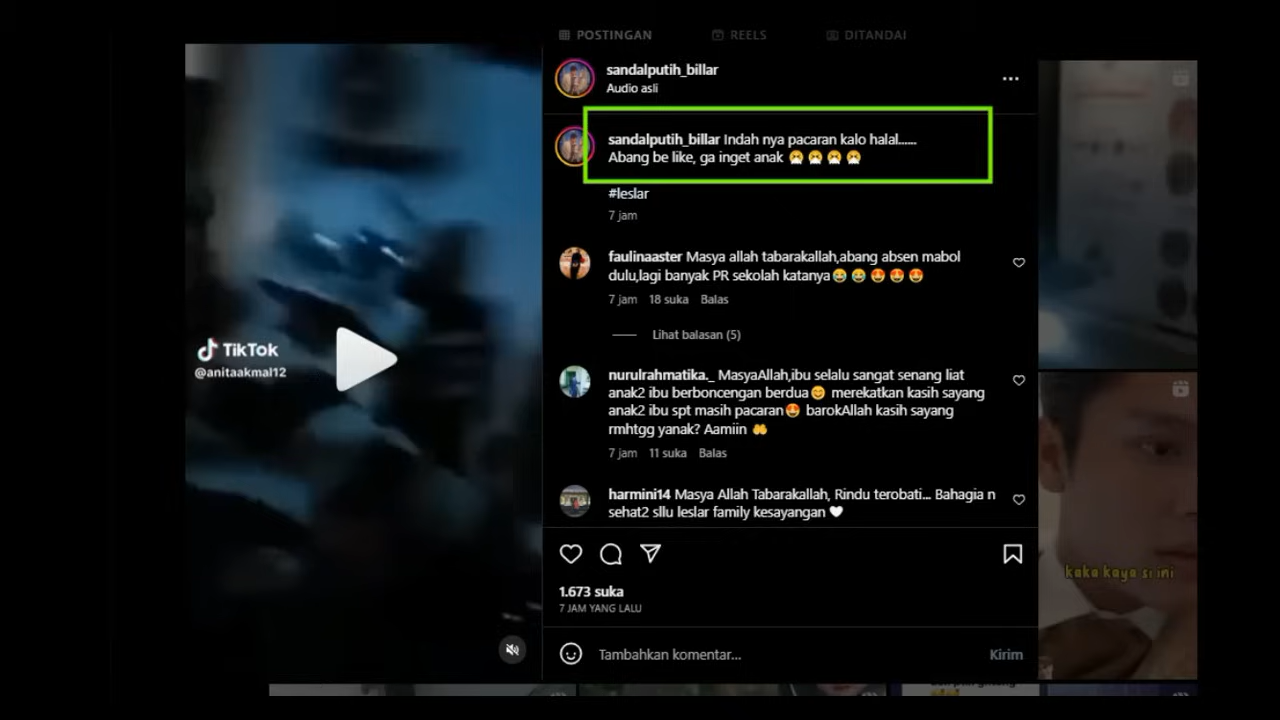 POSTINGAN
REELS
DITANDAI
sandalputih_billar
Audio asli
sandalputih_billar Indah nya pacaran kalo halal......
Abang be like, ga inget anak
#leslar
7 jam
faulinaaster Masya allah tabarakallah,abang absen mabol
dulu,lagi banyak PR sekolah katanya😂😂🤩🤩🤩
7 jam 18 suka Balas
Lihat balasan (5)
nurulrahmatika._ MasyaAllah,ibu selalu sangat senang liat
anak2 ibu berboncengan berdua😊 merekatkan kasih sayang
anak2 ibu spt masih pacaran🤩 barokAllah kasih sayang
rmhtgg yanak? Aamiin 🤲
7 jam 11 suka Balas
harmini14 Masya Allah Tabarakallah, Rindu terobati... Bahagia n
sehat2 sllu leslar family kesayangan🤍
1.673 suka
7 JAM YANG LALU
Tambahkan komentar...
Kirim
TikTok
@anitaakmal12
kaka kaya si ini